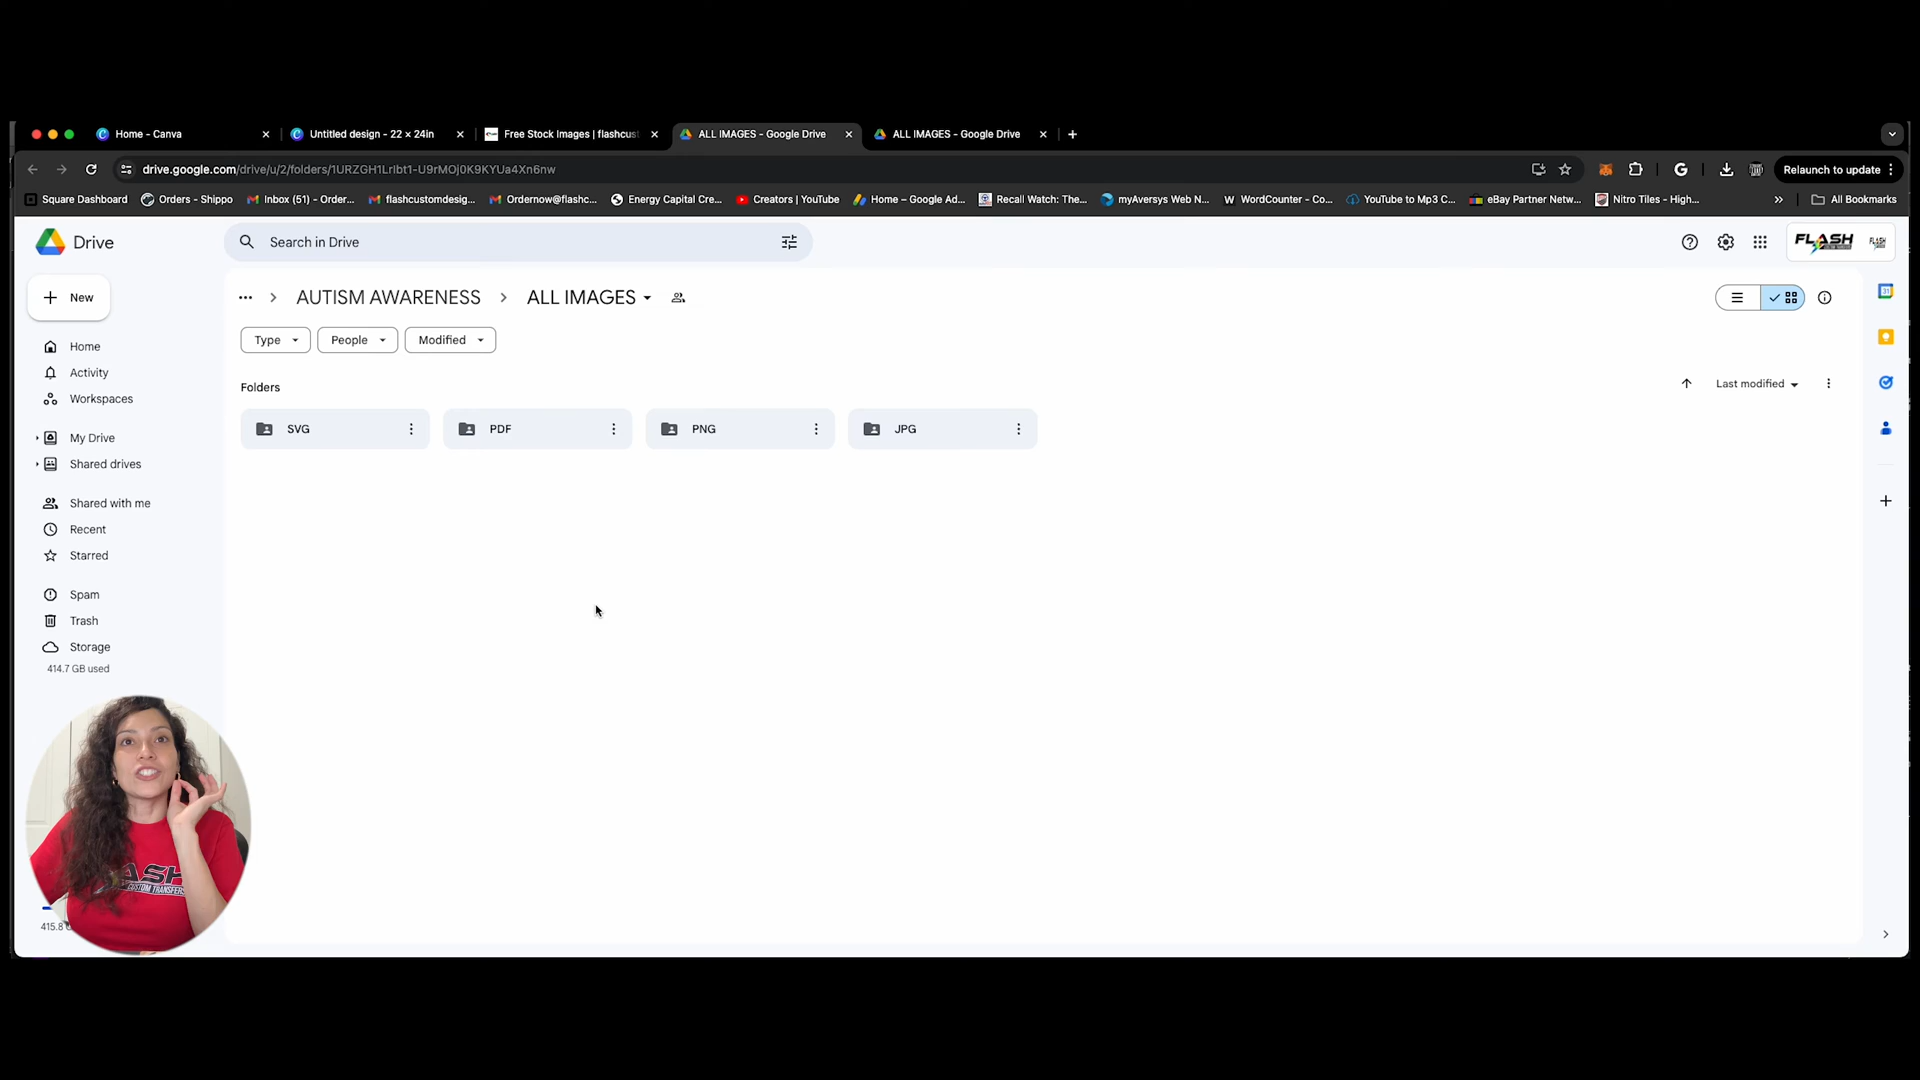 Home - Canva
Untitled design - 22 × 24in
Free Stock Images | flashcust
ALL IMAGES - Google Drive
ALL IMAGES - Google Drive
drive.google.com/drive/u/2/folders/1URZGH1LrIbt1-U9rMOj0K9KYUa4Xn6nw
Relaunch to update
Square Dashboard
Orders - Shippo
Inbox (51) - Order...
flashcustomdesig...
Ordernow@flashc...
Energy Capital Cre...
Creators | YouTube
Home – Google Ad...
Recall Watch: The...
myAversys Web N...
W WordCounter - Co...
YouTube to Mp3 C...
eBay Partner Netw...
Nitro Tiles - High...
All Bookmarks
Drive
Search in Drive
FLASH
New
AUTISM AWARENESS
ALL IMAGES
Type
People
Modified
Home
Activity
Workspaces
My Drive
Shared drives
Shared with me
Recent
Starred
Spam
Trash
Storage
414.7 GB used
Folders
Last modified
SVG
PDF
PNG
JPG
31
415.8
CUSTOM TRANSFERS